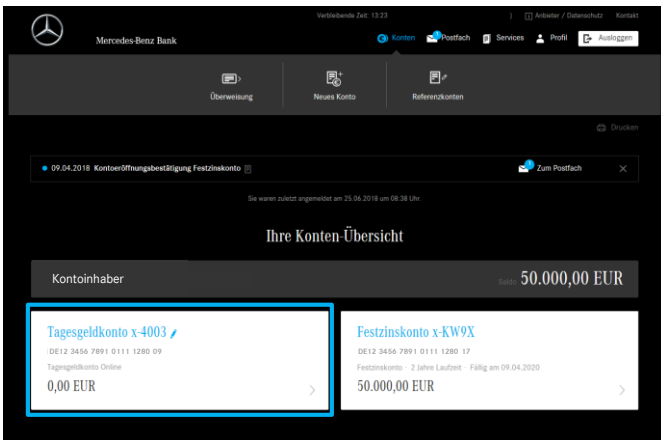 Verbleibende Zeit: 13:23
Anbieter / Datenschutz Kontakt
Mercedes-Benz Bank
Konten Postfach Services Profil Ausloggen
Überweisung Neues Konto Referenzkonten
Drucken
09.04.2018 Kontoeröffnungsbestätigung Festzinskonto
1 Zum Postfach
Sie waren zuletzt angemeldet am 25.06.2018 um 08:38 Uhr.
Ihre Konten-Übersicht
Kontoinhaber
Saldo 50.000,00 EUR
Tagesgeldkonto x-4003
DE12 3456 7891 0111 1280 09
Tagesgeldkonto Online
0,00 EUR
Festzinskonto x-KW9X
DE12 3456 7891 0111 1280 17
Festzinskonto · 2 Jahre Laufzeit · Fällig am 09.04.2020
50.000,00 EUR